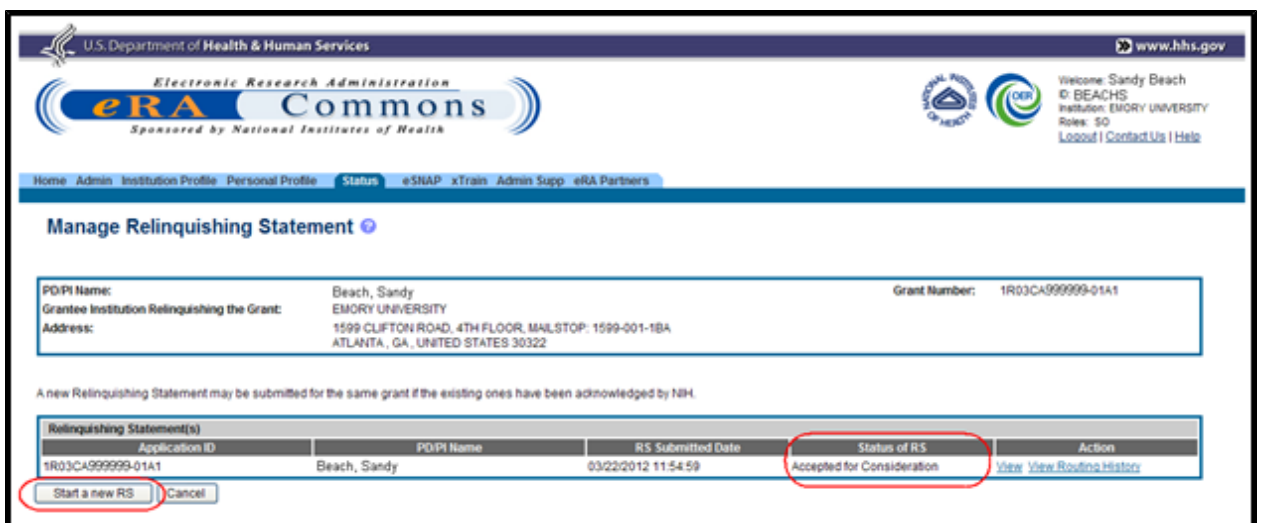 U.S. Department of Health & Human Services
www.hhs.gov
Electronic Research Administration
eRA Commons
Sponsored by National Institutes of Health
NATIONAL INSTITUTES OF HEALTH
OER
Welcome: Sandy Beach
ID: BEACHS
Institution: EMORY UNIVERSITY
Roles: SO
Logout | Contact Us | Help
Home Admin Institution Profile Personal Profile Status eSNAP xTrain Admin Supp eRA Partners
Manage Relinquishing Statement ?
PD/PI Name: Beach, Sandy Grant Number: 1R03CA999999-01A1
Grantee Institution Relinquishing the Grant: EMORY UNIVERSITY
Address: 1599 CLIFTON ROAD, 4TH FLOOR, MAILSTOP: 1599-001-1BA
ATLANTA , GA , UNITED STATES 30322
A new Relinquishing Statement may be submitted for the same grant if the existing ones have been acknowledged by NIH.
Relinquishing Statement(s)
Application ID PD/PI Name RS Submitted Date Status of RS Action
1R03CA999999-01A1 Beach, Sandy 03/22/2012 11:54:59 Accepted for Consideration View View Routing History
Start a new RS Cancel